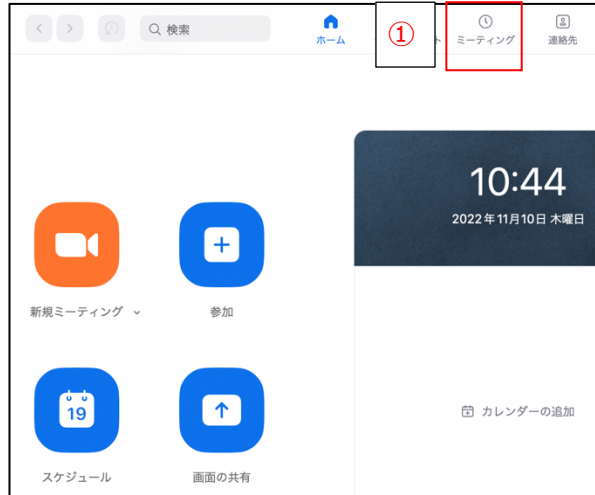 検索
ホーム
①
ト
ミーティング
連絡先
10:44
2022年11月10日 木曜日
新規ミーティング
参加
19
スケジュール
画面の共有
カレンダーの追加